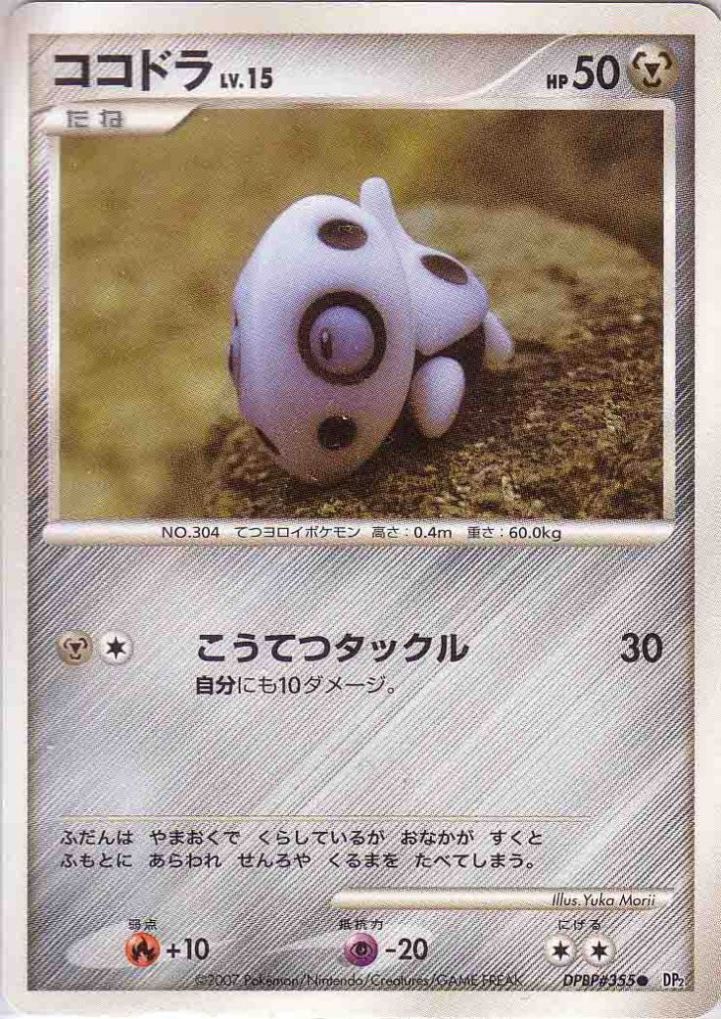 ココドラ LV.15 HP 50
たね
NO.304 てつヨロイポケモン 高さ：0.4m 重さ：60.0kg
こうてつタックル 30
自分にも10ダメージ。
ふだんは やまおくで くらしているが おなかが すくと
ふもとに あらわれ せんろや くるまを たべてしまう。
Illus.Yuka Morii
弱点 抵抗力 にげる
+10 -20
©2007 Pokémon/Nintendo/Creatures/GAME FREAK. DPBP#355● DP2